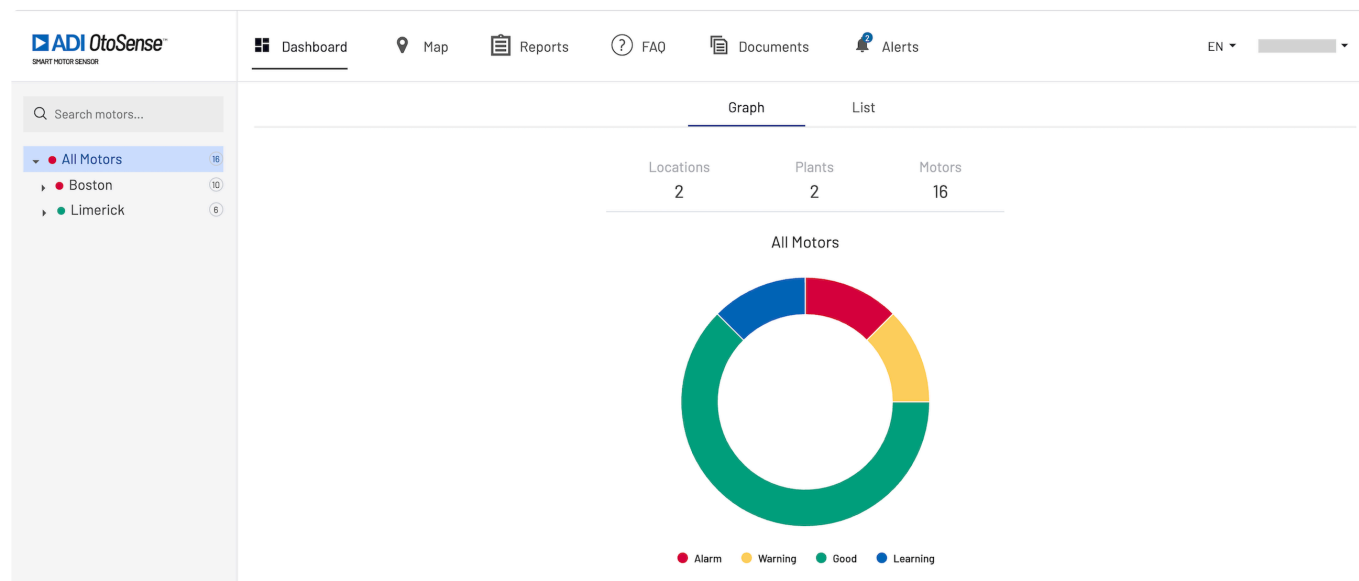 ADI OtoSense™
SMART MOTOR SENSOR
Dashboard
Map
Reports
? FAQ
Documents
2
Alerts
EN
Search motors...
All Motors 16
Boston 10
Limerick 6
Graph List
Locations Plants Motors
2 2 16
All Motors
Alarm Warning Good Learning